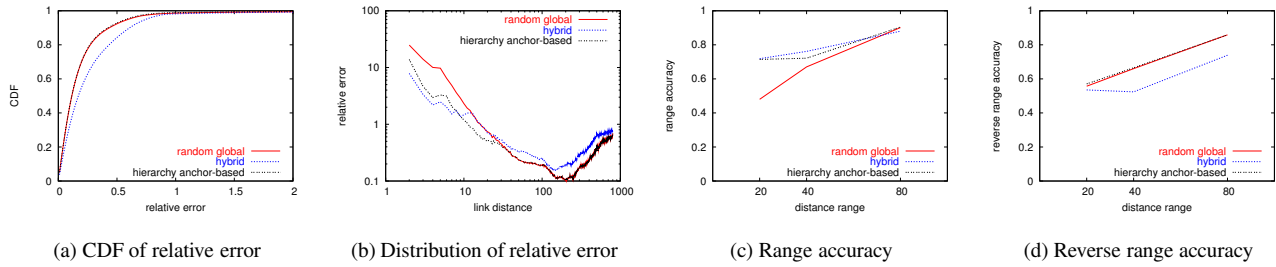 1
0.8
0.6
0.4
0.2
0
CDF
random global
hybrid
hierarchy anchor-based
0 0.5 1 1.5 2
relative error
(a) CDF of relative error
100
10
1
0.1
relative error
random global
hybrid
hierarchy anchor-based
1 10 100 1000
link distance
(b) Distribution of relative error
1
0.8
0.6
0.4
0.2
0
range accuracy
random global
hybrid
hierarchy anchor-based
20 40 80
distance range
(c) Range accuracy
1
0.8
0.6
0.4
0.2
0
reverse range accuracy
random global
hybrid
hierarchy anchor-based
20 40 80
distance range
(d) Reverse range accuracy